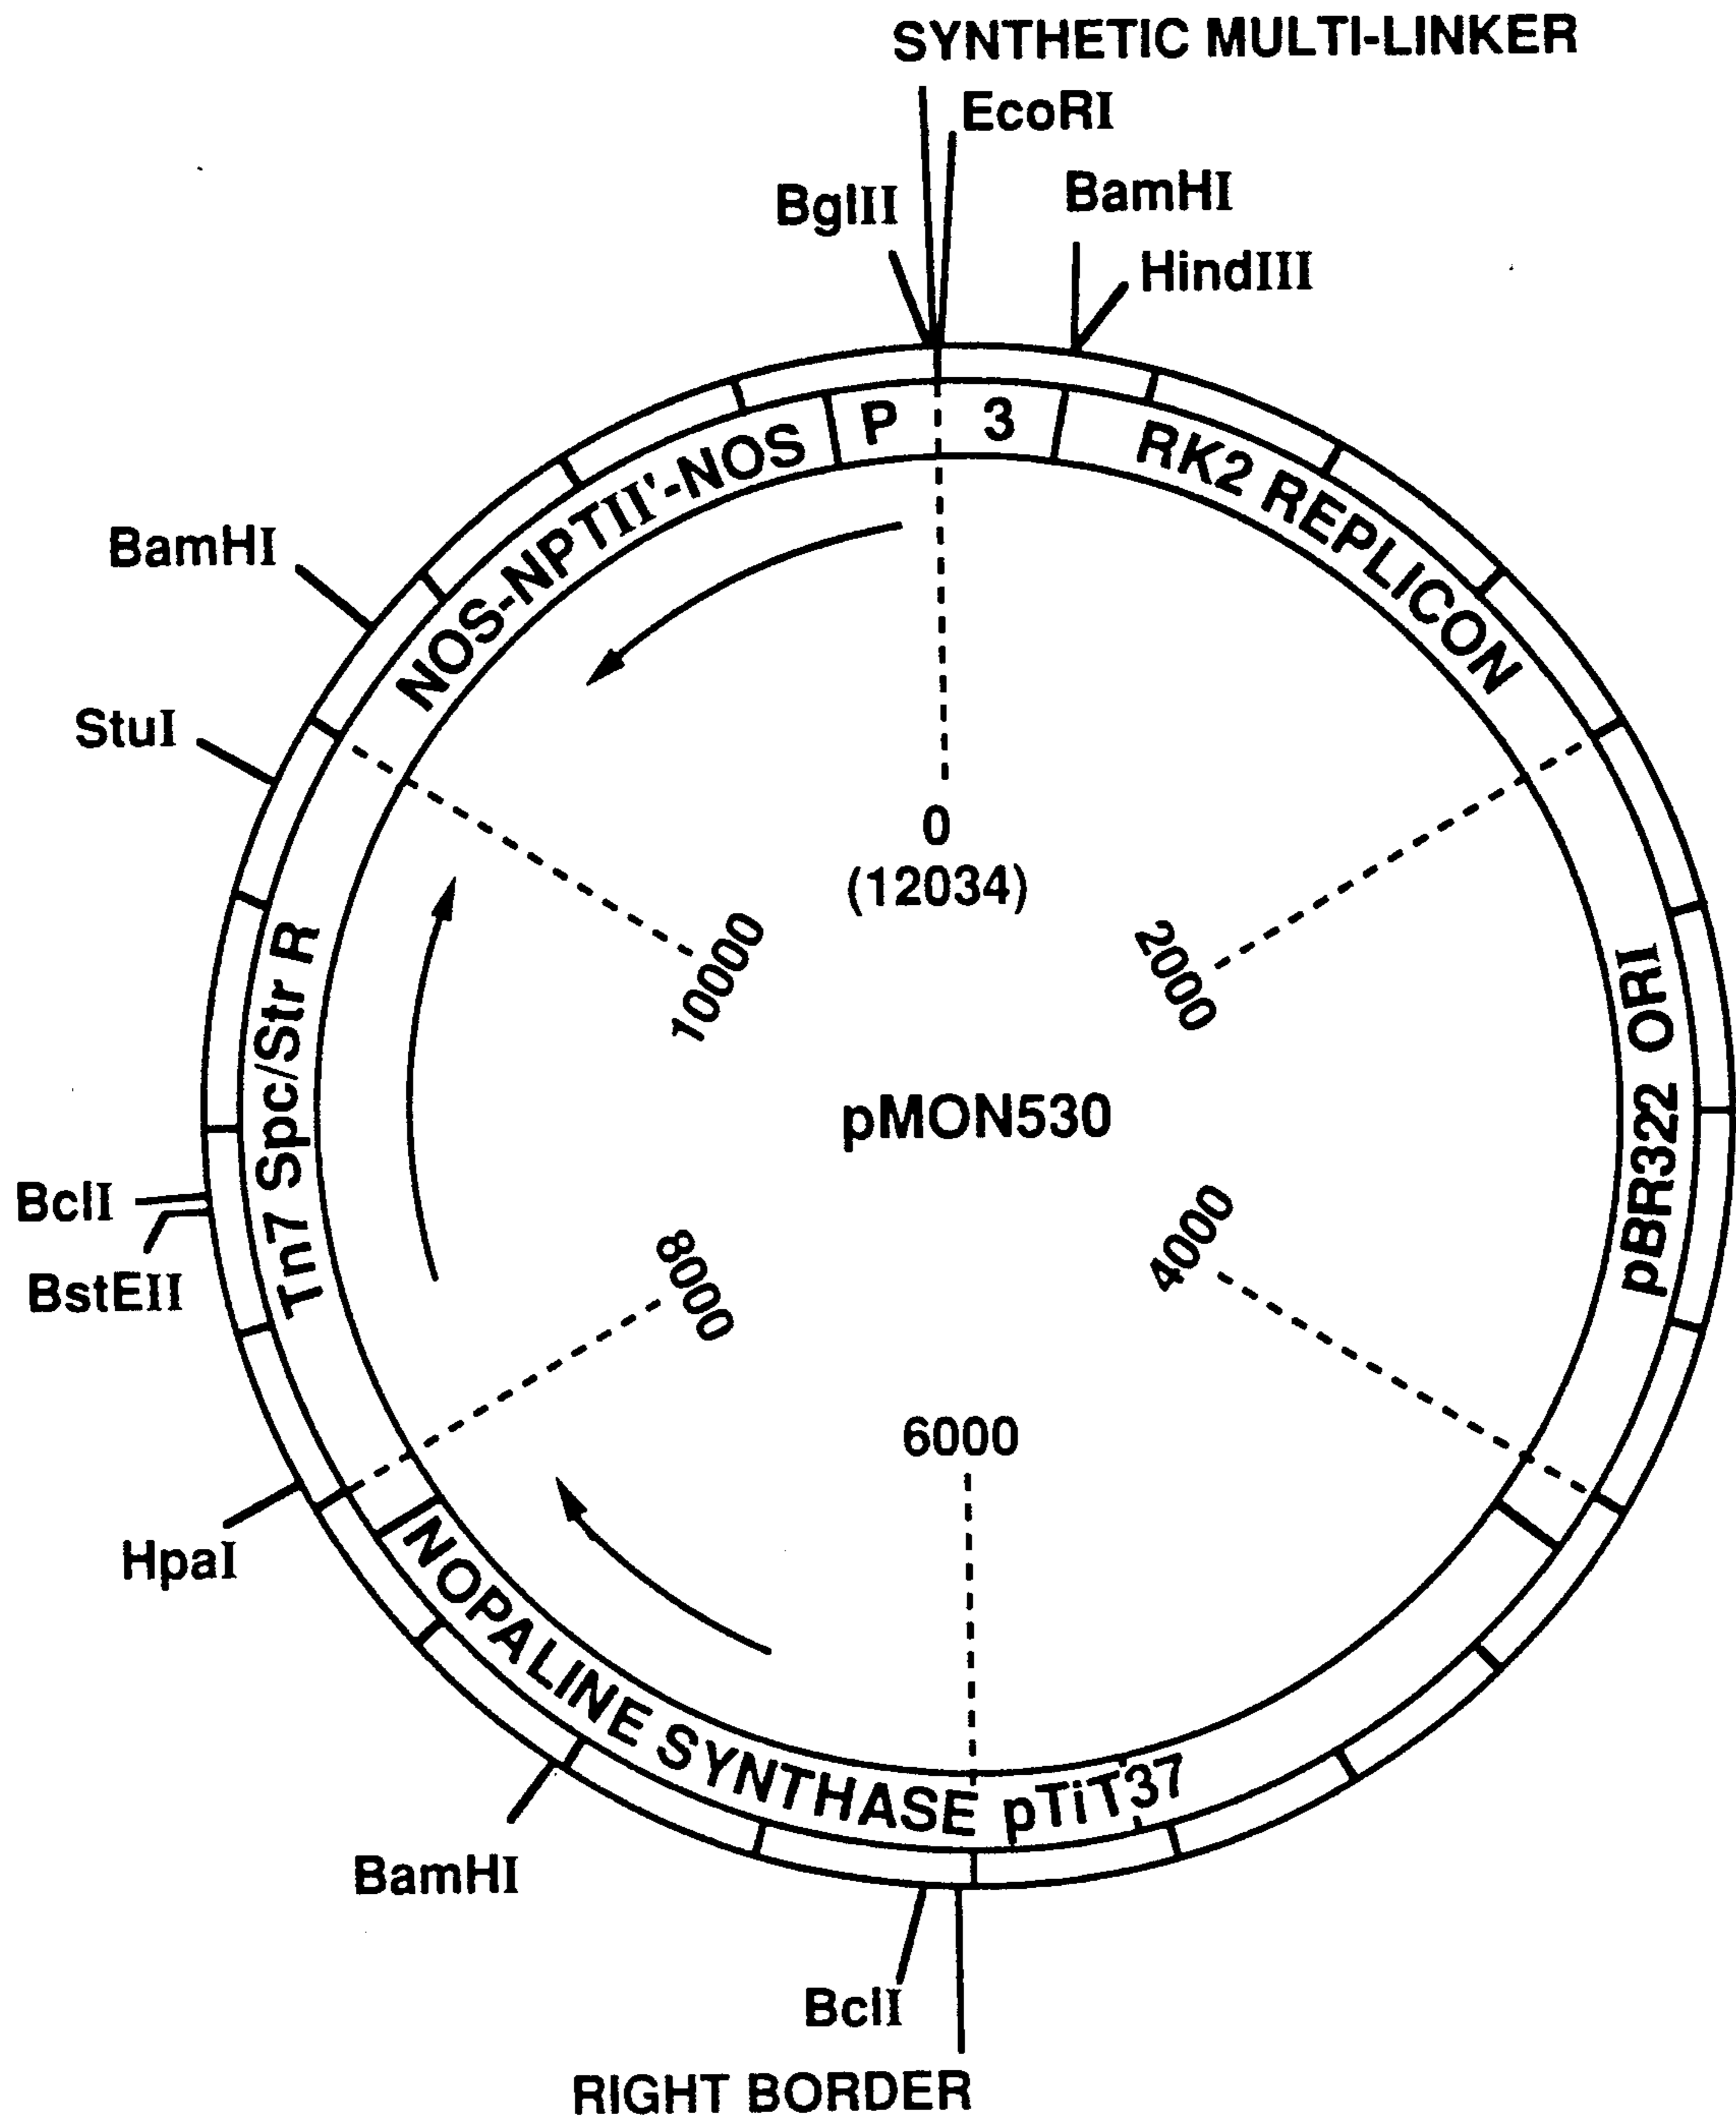 SYNTHETIC MULTI-LINKER
EcoRI
BglII
BamHI
HindIII
P
3
NOS-NPTIII'-NOS
RK2 REPLICON
BamHI
StuI
0
(12034)
10000
2000
Tn7 Spc/Str R
pBR322 ORI
pMON530
BclI
BstEII
8000
4000
6000
HpaI
NOPALINE SYNTHASE pTiT37
BamHI
BclI
RIGHT BORDER